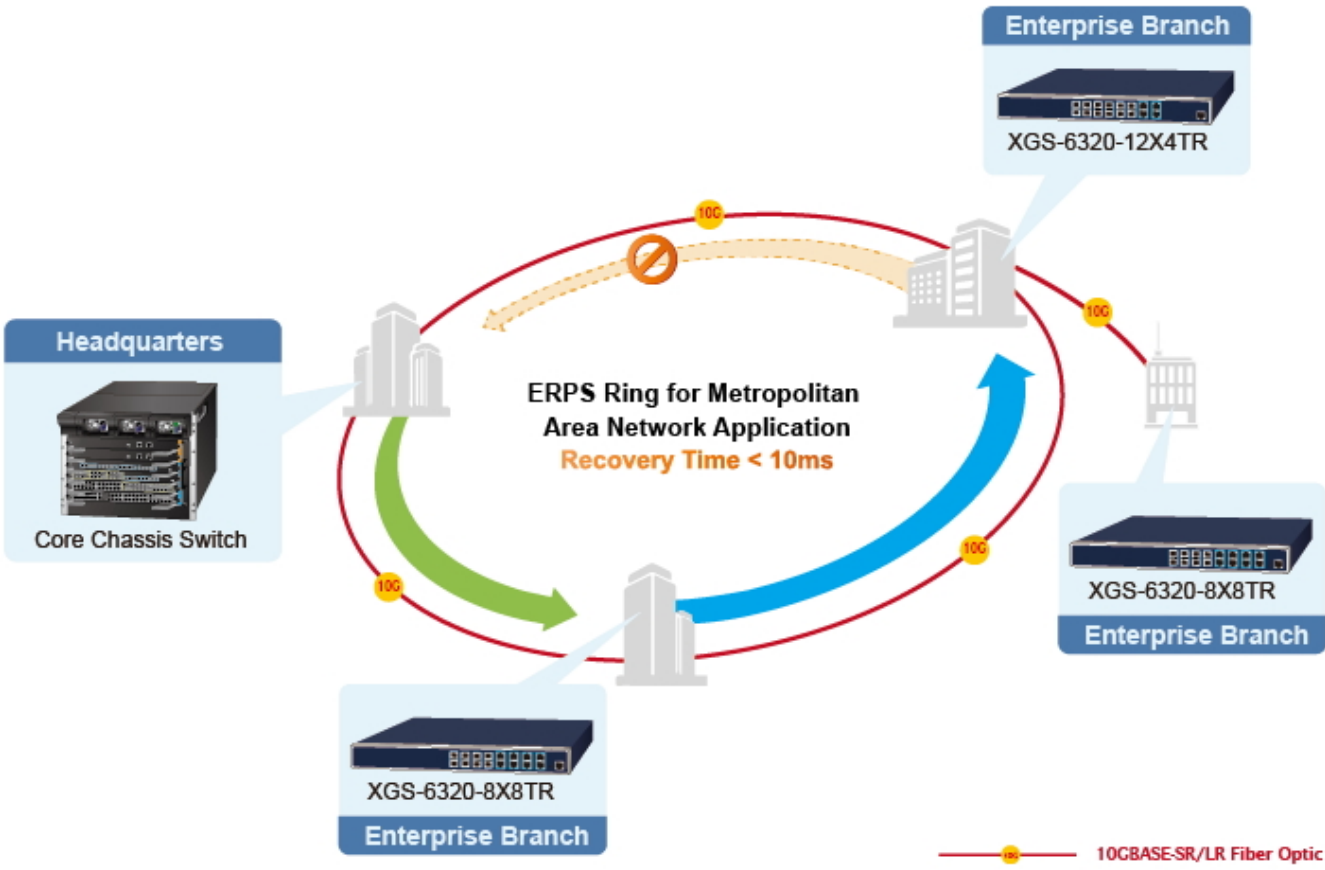 Enterprise Branch
XGS-6320-12X4TR
10G
10G
Headquarters
Core Chassis Switch
ERPS Ring for Metropolitan
Area Network Application
Recovery Time < 10ms
10G
10G
XGS-6320-8X8TR
Enterprise Branch
XGS-6320-8X8TR
Enterprise Branch
10G
10GBASE-SR/LR Fiber Optic